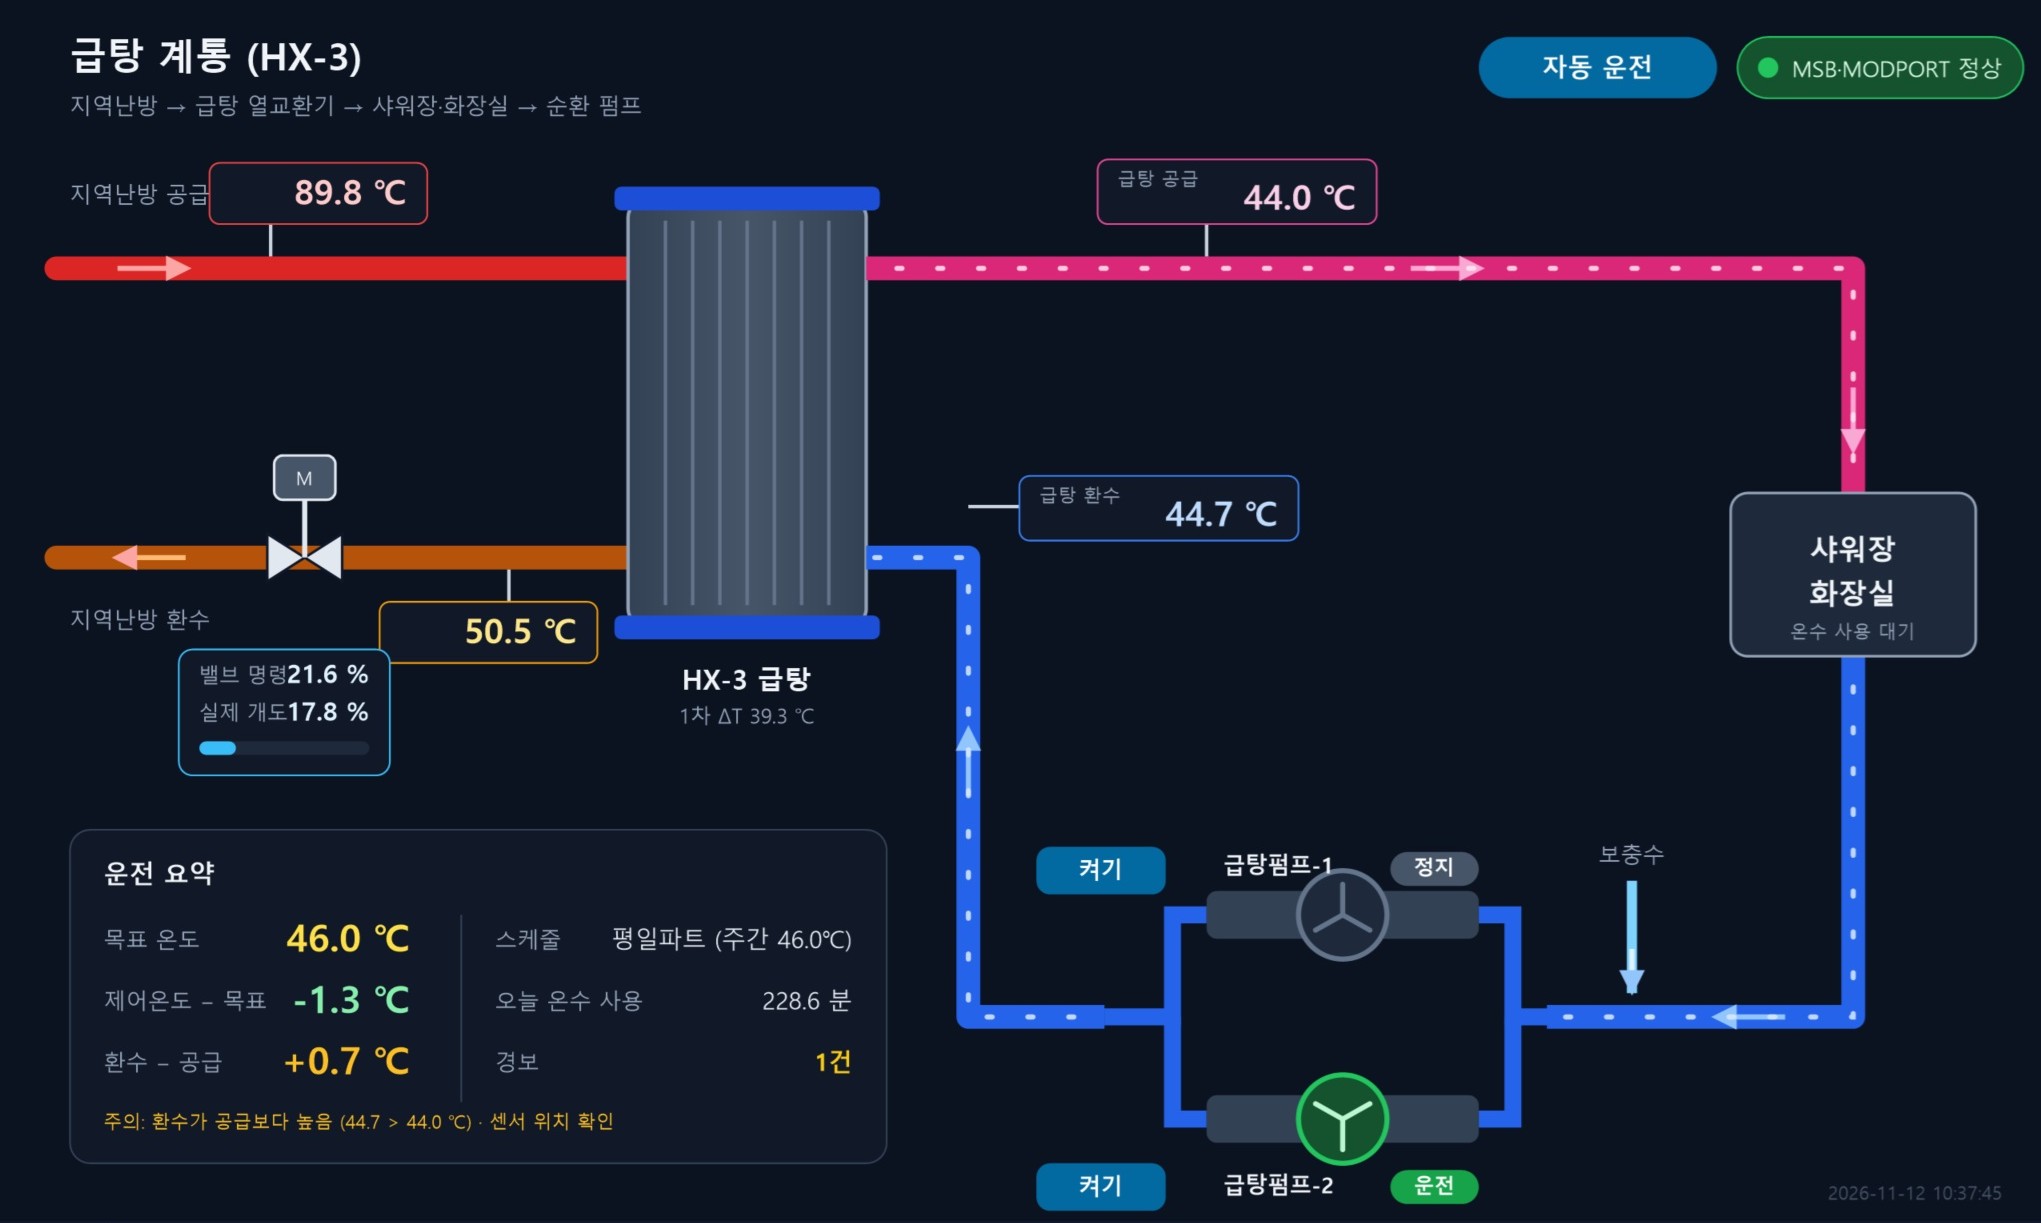 급탕 계통 (HX-3)
자동 운전
MSB·MODPORT 정상
지역난방 → 급탕 열교환기 → 샤워장·화장실 → 순환 펌프
지역난방 공급
89.8 ℃
급탕 공급
44.0 ℃
M
급탕 환수
44.7 ℃
샤워장
화장실
온수 사용 대기
지역난방 환수
50.5 ℃
밸브 명령 21.6 %
실제 개도 17.8 %
HX-3 급탕
1차 ΔT 39.3 ℃
운전 요약
목표 온도 46.0 ℃
스케줄 평일파트 (주간 46.0℃)
제어온도 – 목표 -1.3 ℃
오늘 온수 사용 228.6 분
환수 – 공급 +0.7 ℃
경보 1건
주의: 환수가 공급보다 높음 (44.7 > 44.0 ℃) · 센서 위치 확인
켜기
급탕펌프-1
정지
보충수
켜기
급탕펌프-2
운전
2026-11-12 10:37:45